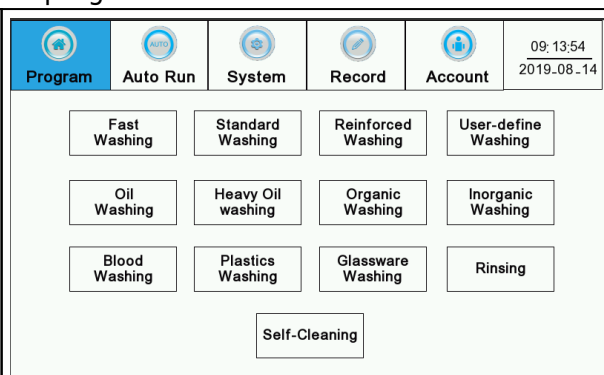 AUTO
09:13:54
Program Auto Run System Record Account
2019-08-14
Fast Standard Reinforced User-define
Washing Washing Washing Washing
Oil Heavy Oil Organic Inorganic
Washing washing Washing Washing
Blood Plastics Glassware
Washing Washing Washing Rinsing
Self-Cleaning